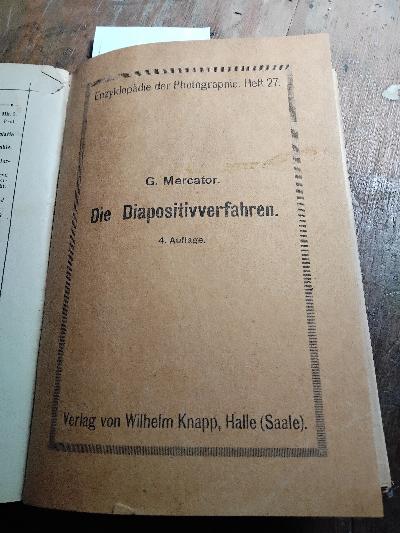 Enzyklopädie der Photographie. Heft 27.
G. Mercator.
Die Diapositivverfahren.
4. Auflage.
Verlag von Wilhelm Knapp, Halle (Saale).